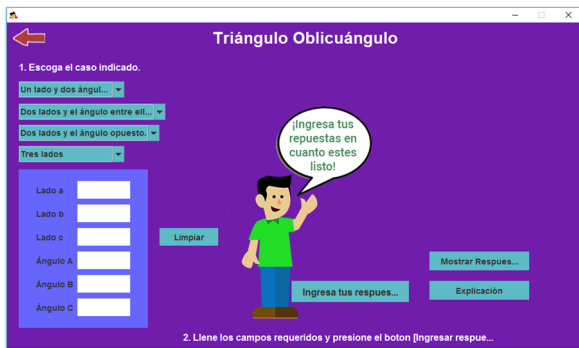 Triángulo Oblicuángulo
1. Escoga el caso indicado.
Un lado y dos ángul...
Dos lados y el ángulo entre ell...
Dos lados y el ángulo opuesto.
Tres lados
¡Ingresa tus
repuestas en
cuanto estes
listo!
Lado a
Lado b
Lado c
Ángulo A
Ángulo B
Ángulo C
Limpiar
Mostrar Respues...
Ingresa tus respues...
Explicación
2. Llene los campos requeridos y presione el boton [Ingresar respue...